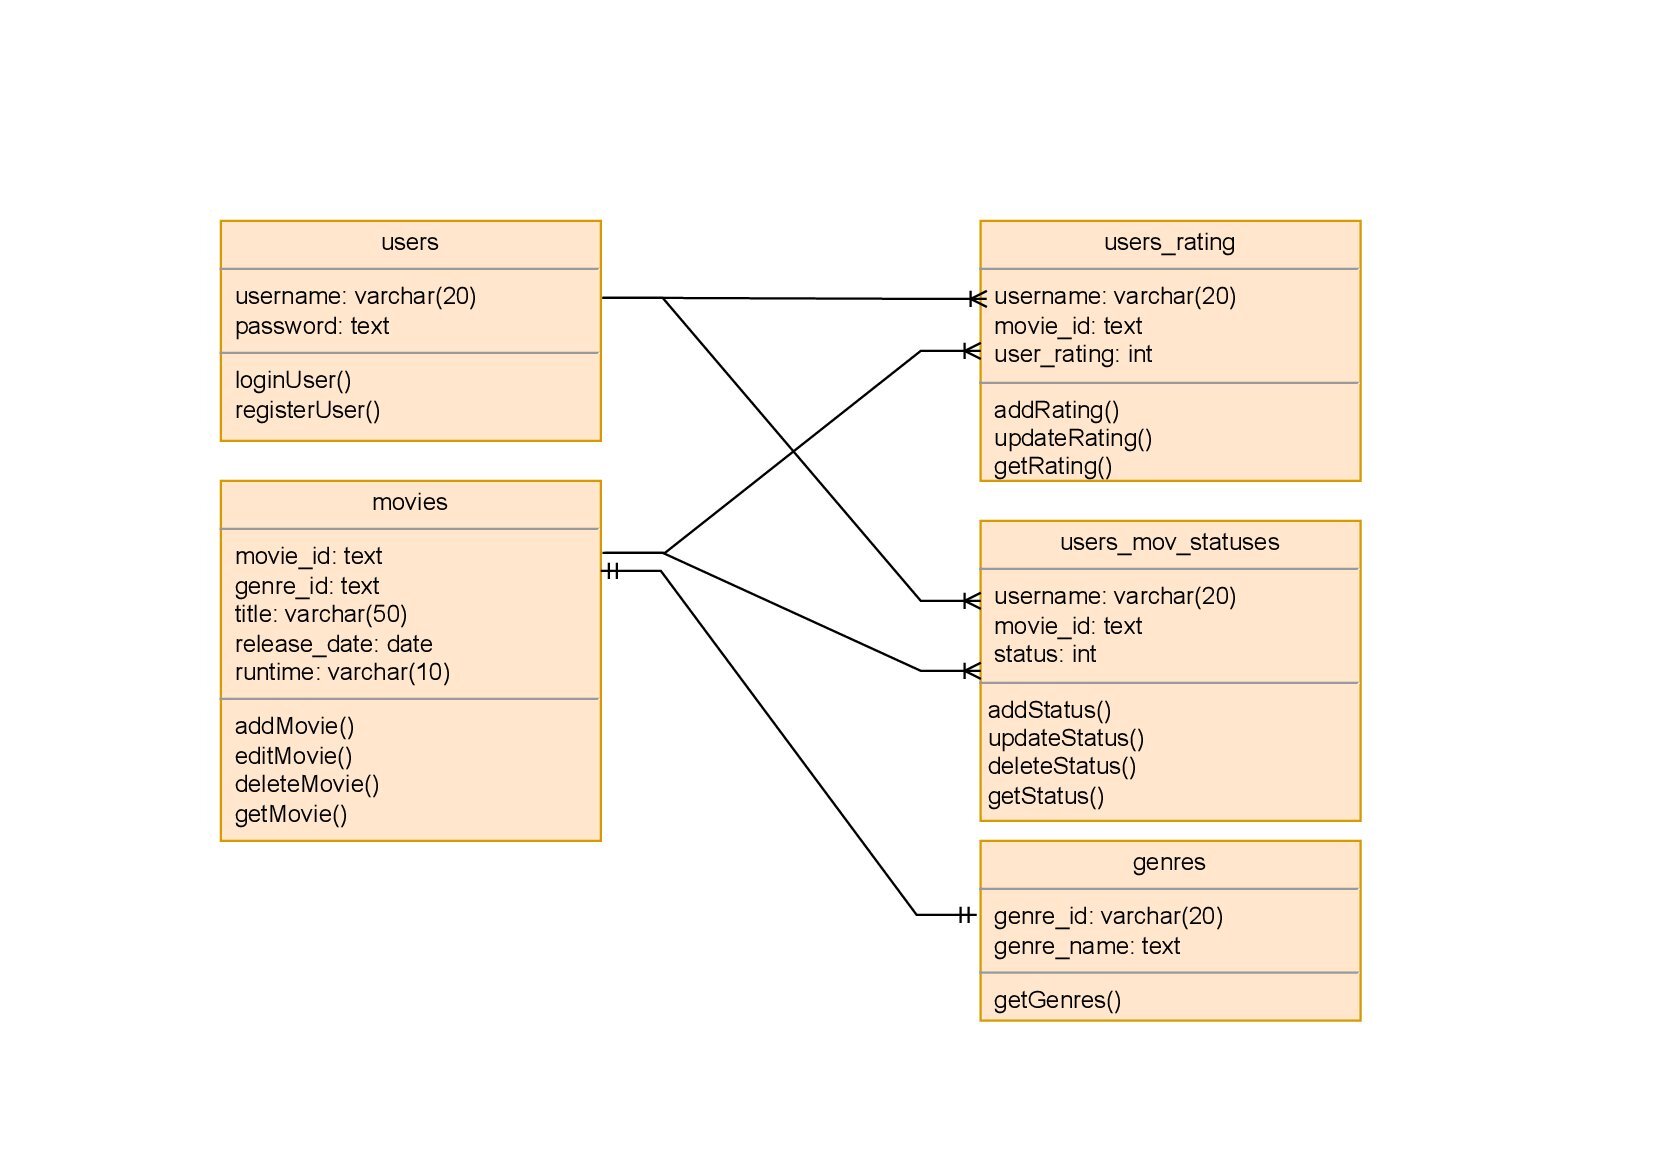 users
username: varchar(20)
password: text
loginUser()
registerUser()
movies
movie_id: text
genre_id: text
title: varchar(50)
release_date: date
runtime: varchar(10)
addMovie()
editMovie()
deleteMovie()
getMovie()
users_rating
username: varchar(20)
movie_id: text
user_rating: int
addRating()
updateRating()
getRating()
users_mov_statuses
username: varchar(20)
movie_id: text
status: int
addStatus()
updateStatus()
deleteStatus()
getStatus()
genres
genre_id: varchar(20)
genre_name: text
getGenres()